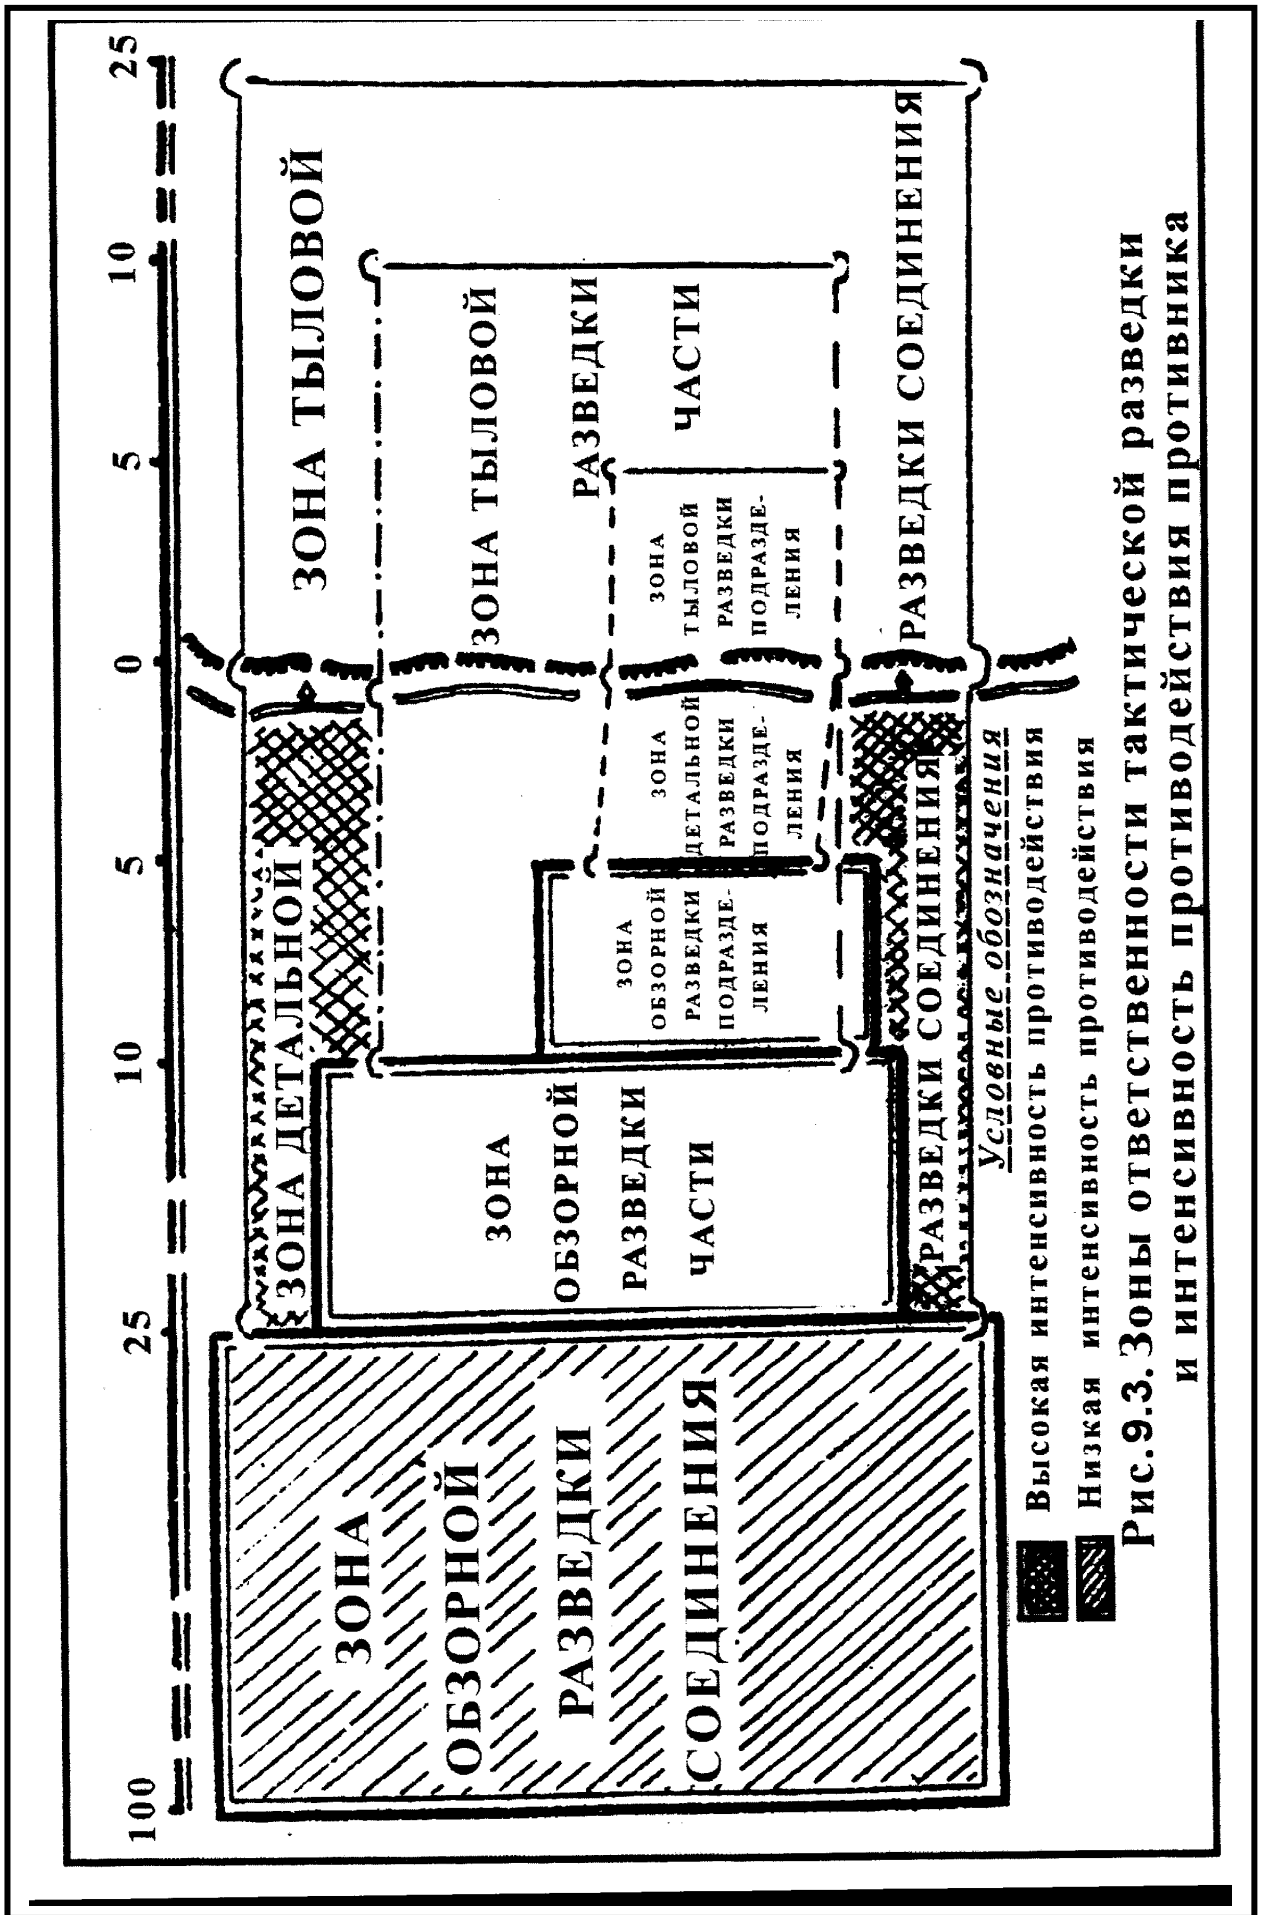 100 25 10 5 0 5 10 25
ЗОНА ДЕТАЛЬНОЙ
РАЗВЕДКИ СОЕДИНЕНИЯ
ЗОНА ТЫЛОВОЙ
РАЗВЕДКИ СОЕДИНЕНИЯ
ЗОНА
ОБЗОРНОЙ
РАЗВЕДКИ
СОЕДИНЕНИЯ
ЗОНА
ОБЗОРНОЙ
РАЗВЕДКИ
ЧАСТИ
ЗОНА
ОБЗОРНОЙ
РАЗВЕДКИ
ПОДРАЗДЕ-
ЛЕНИЯ
ЗОНА
ДЕТАЛЬНОЙ
РАЗВЕДКИ
ПОДРАЗДЕ-
ЛЕНИЯ
ЗОНА
ТЫЛОВОЙ
РАЗВЕДКИ
ПОДРАЗДЕ-
ЛЕНИЯ
ЗОНА ТЫЛОВОЙ
РАЗВЕДКИ
ЧАСТИ
Условные обозначения
Высокая интенсивность противодействия
Низкая интенсивность противодействия
Рис.9.3. Зоны ответственности тактической разведки
и интенсивность противодействия противника